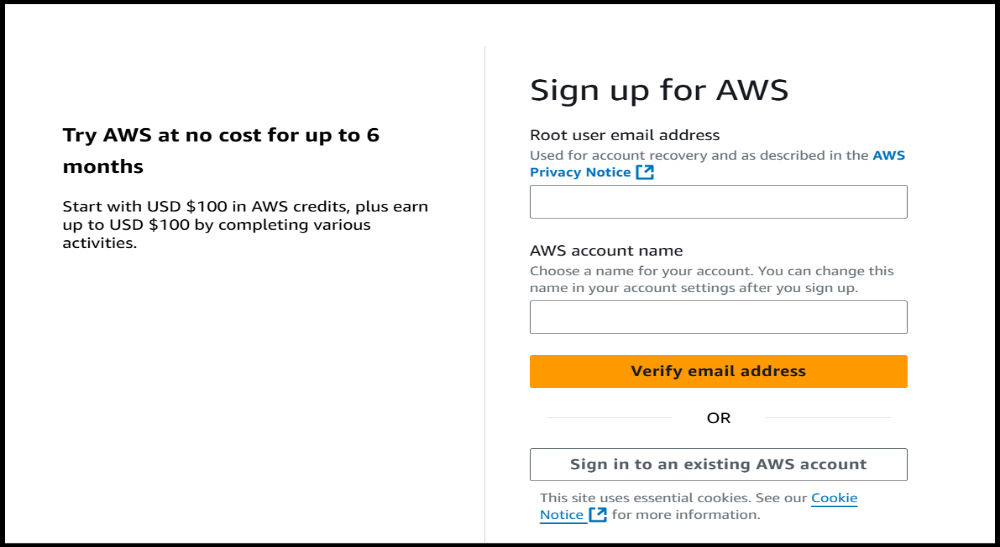 Try AWS at no cost for up to 6
months
Start with USD $100 in AWS credits, plus earn
up to USD $100 by completing various
activities.
Sign up for AWS
Root user email address
Used for account recovery and as described in the AWS
Privacy Notice
AWS account name
Choose a name for your account. You can change this
name in your account settings after you sign up.
Verify email address
OR
Sign in to an existing AWS account
This site uses essential cookies. See our Cookie
Notice for more information.